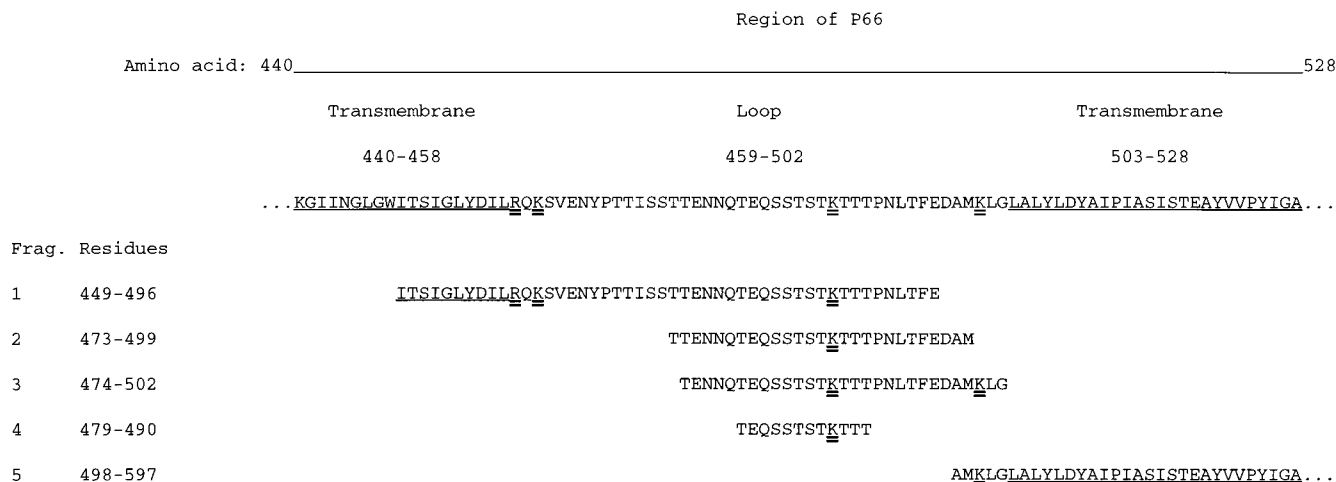 Region of P66
Amino acid: 440 528
Transmembrane Loop Transmembrane
440-458 459-502 503-528
...KGIINGLGWITSIGLYDILRQKSVENYPTTISSTTENNQTEQSSTSTKTTTPNLTFEDAMKLGLALYLDYAIPIASISTEAYVVPYIGA...
Frag. Residues
1 449-496 ITSIGLYDILRQKSVENYPTTISSTTENNQTEQSSTSTKTTTPNLTFE
2 473-499 TTENNQTEQSSTSTKTTTPNLTFEDAM
3 474-502 TENNQTEQSSTSTKTTTPNLTFEDAMKLG
4 479-490 TEQSSTSTKTTT
5 498-597 AMKLGLALYLDYAIPIASISTEAYVVPYIGA...